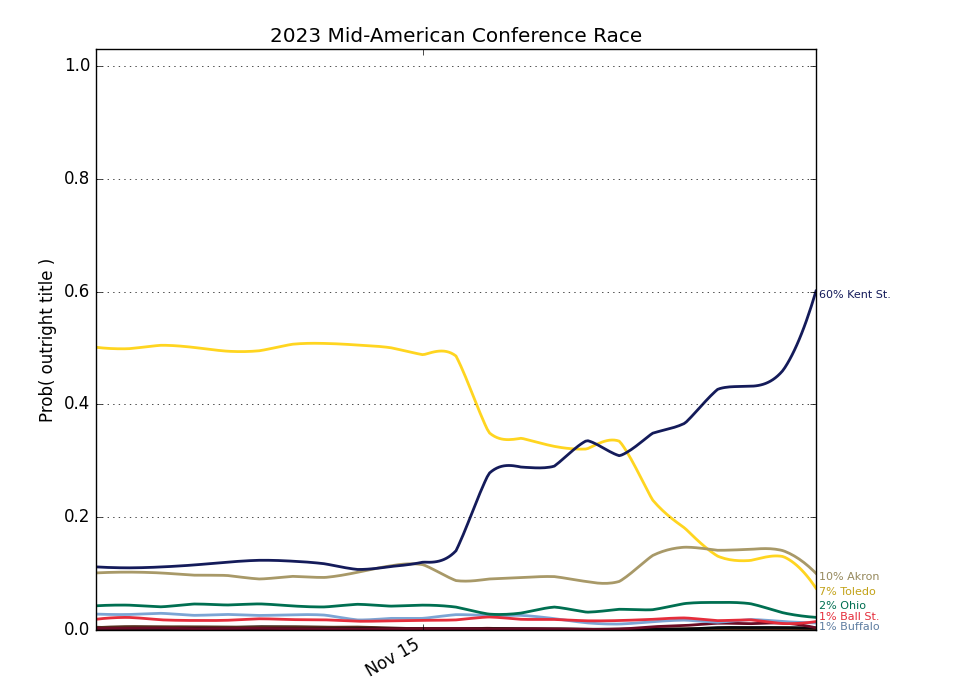 2023 Mid-American Conference Race
Prob( outright title )
1.0
0.8
0.6
0.4
0.2
0.0
Nov 15
60% Kent St.
10% Akron
7% Toledo
2% Ohio
1% Ball St.
1% Buffalo